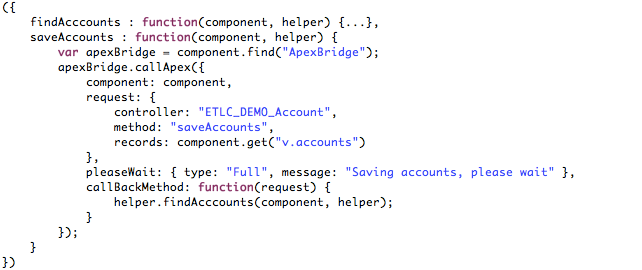 ({
    findAcccounts : function(component, helper) {...},
    saveAccounts : function(component, helper) {
        var apexBridge = component.find("ApexBridge");
        apexBridge.callApex({
            component: component,
            request: {
                controller: "ETLC_DEMO_Account",
                method: "saveAccounts",
                records: component.get("v.accounts")
            },
            pleaseWait: { type: "Full", message: "Saving accounts, please wait" },
            callBackMethod: function(request) {
                helper.findAcccounts(component, helper);
            }
        });
    }
})